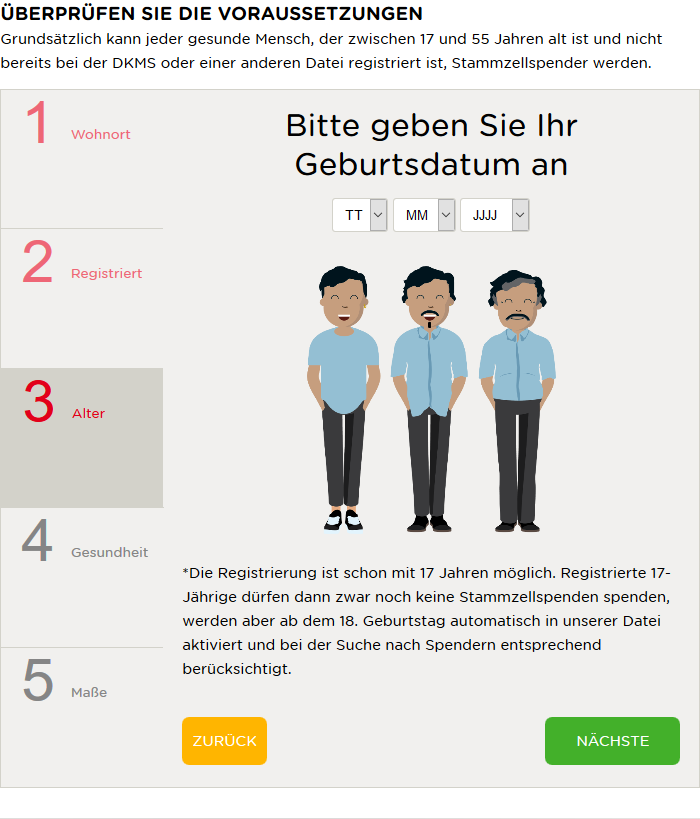 ÜBERPRÜFEN SIE DIE VORAUSSETZUNGEN
Grundsätzlich kann jeder gesunde Mensch, der zwischen 17 und 55 Jahren alt ist und nicht
bereits bei der DKMS oder einer anderen Datei registriert ist, Stammzellspender werden.
1 Wohnort
2 Registriert
3 Alter
4 Gesundheit
5 Maße
Bitte geben Sie Ihr
Geburtsdatum an
TT MM JJJJ
*Die Registrierung ist schon mit 17 Jahren möglich. Registrierte 17-
Jährige dürfen dann zwar noch keine Stammzellspenden spenden,
werden aber ab dem 18. Geburtstag automatisch in unserer Datei
aktiviert und bei der Suche nach Spendern entsprechend
berücksichtigt.
ZURÜCK NÄCHSTE